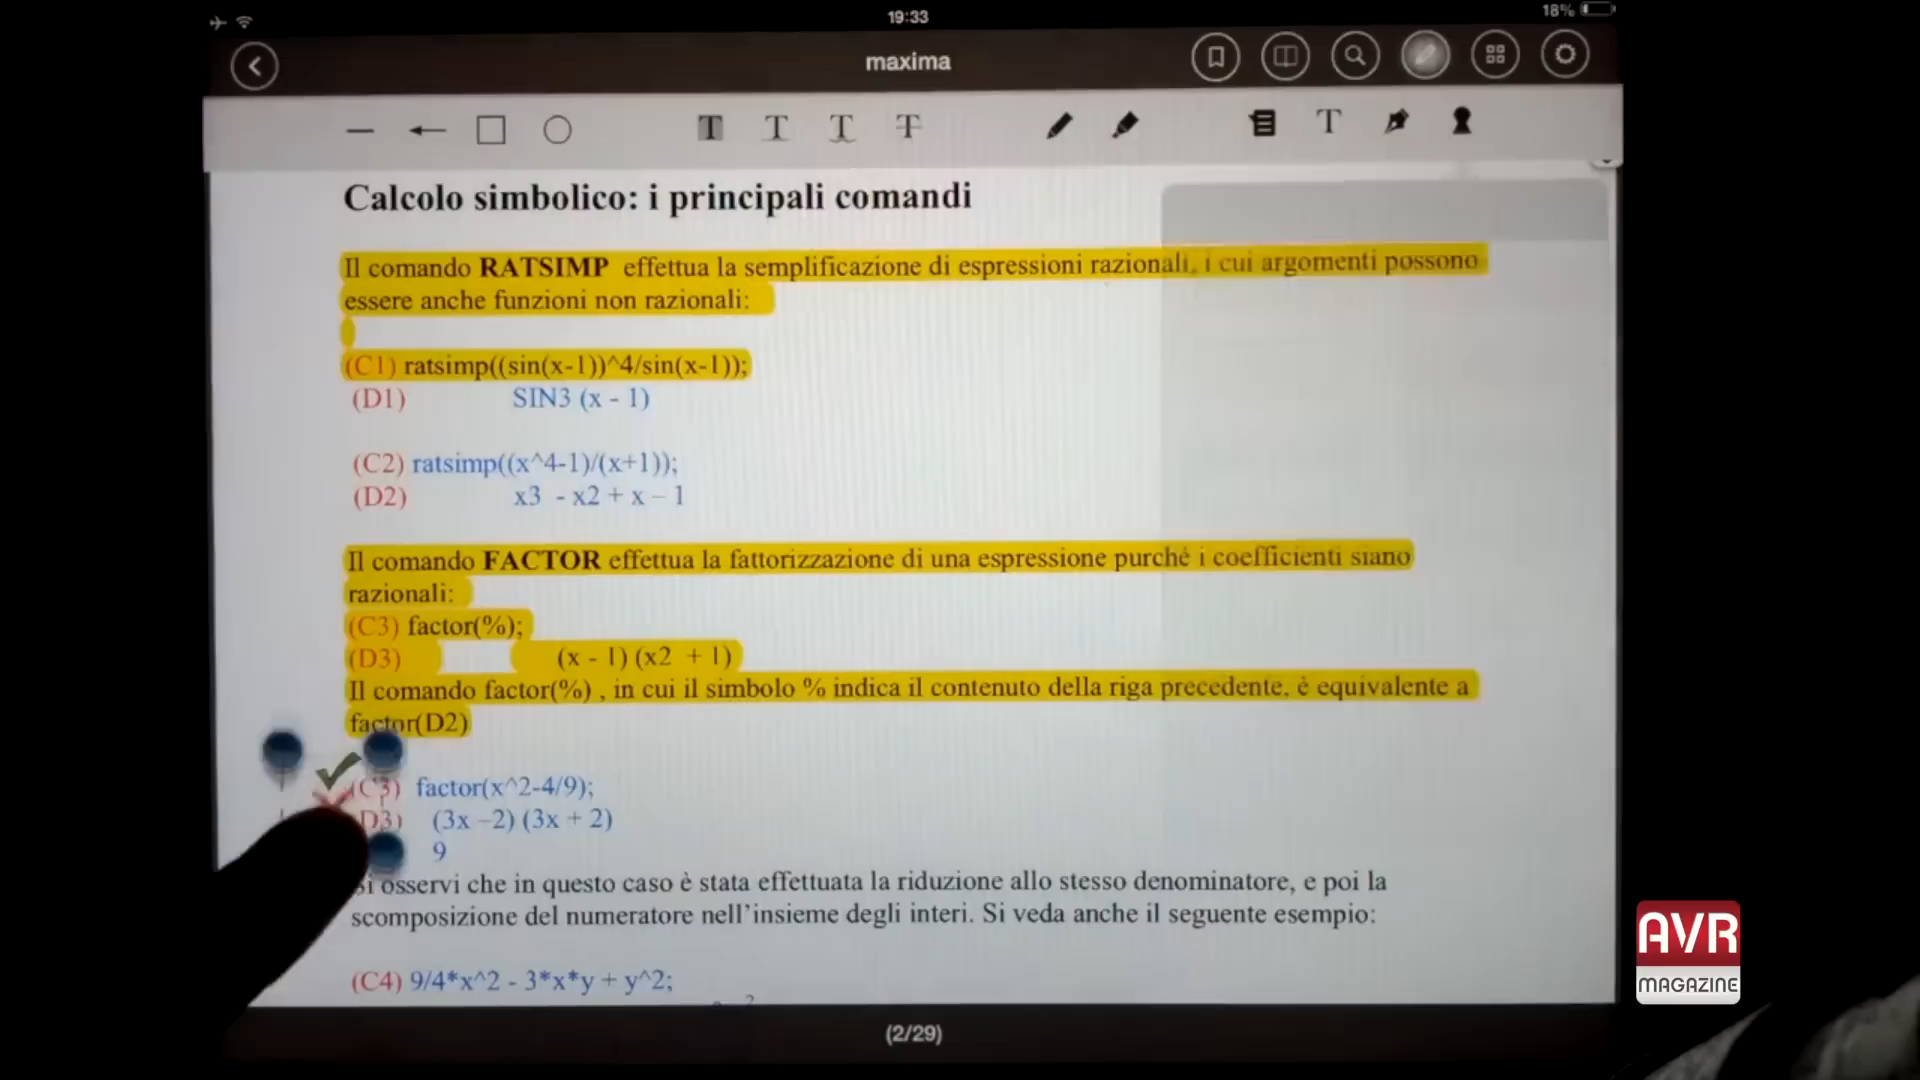 19:33
18%
maxima
T T T T T
Calcolo simbolico: i principali comandi
Il comando RATSIMP effettua la semplificazione di espressioni razionali, i cui argomenti possono
essere anche funzioni non razionali:
(C1) ratsimp((sin(x-1))^4/sin(x-1));
(D1) SIN3 (x - 1)
(C2) ratsimp((x^4-1)/(x+1));
(D2) x3 - x2 + x – 1
Il comando FACTOR effettua la fattorizzazione di una espressione purchè i coefficienti siano
razionali:
(C3) factor(%);
(D3) (x - 1) (x2 + 1)
Il comando factor(%) , in cui il simbolo % indica il contenuto della riga precedente, è equivalente a
factor(D2)
(C3) factor(x^2-4/9);
D3) (3x –2) (3x + 2)
9
Si osservi che in questo caso è stata effettuata la riduzione allo stesso denominatore, e poi la
scomposizione del numeratore nell'insieme degli interi. Si veda anche il seguente esempio:
(C4) 9/4*x^2 - 3*x*y + y^2;
(2/29)
AVR
MAGAZINE